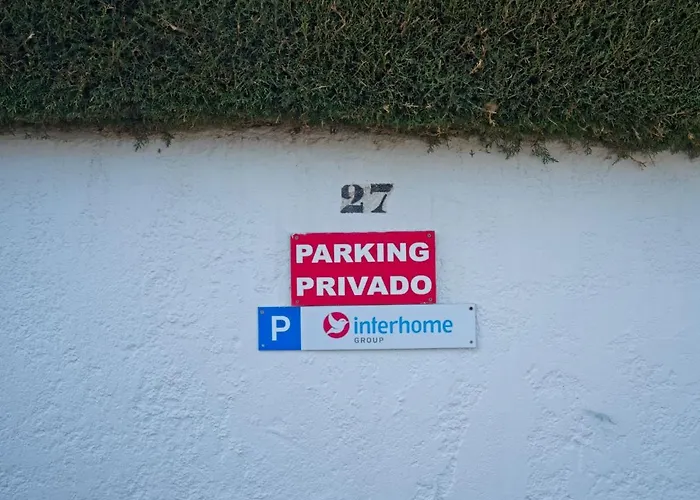 27
PARKING
PRIVADO
P interhome
GROUP